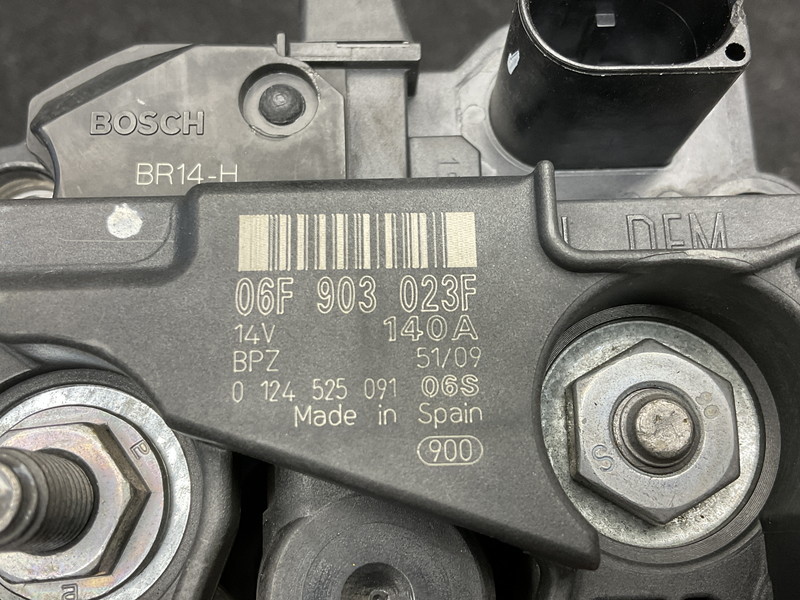 BOSCH
BR14-H
06F 903 023F
14V 140A
BPZ 51/09
0 124 525 091 06S
Made in Spain
900
S